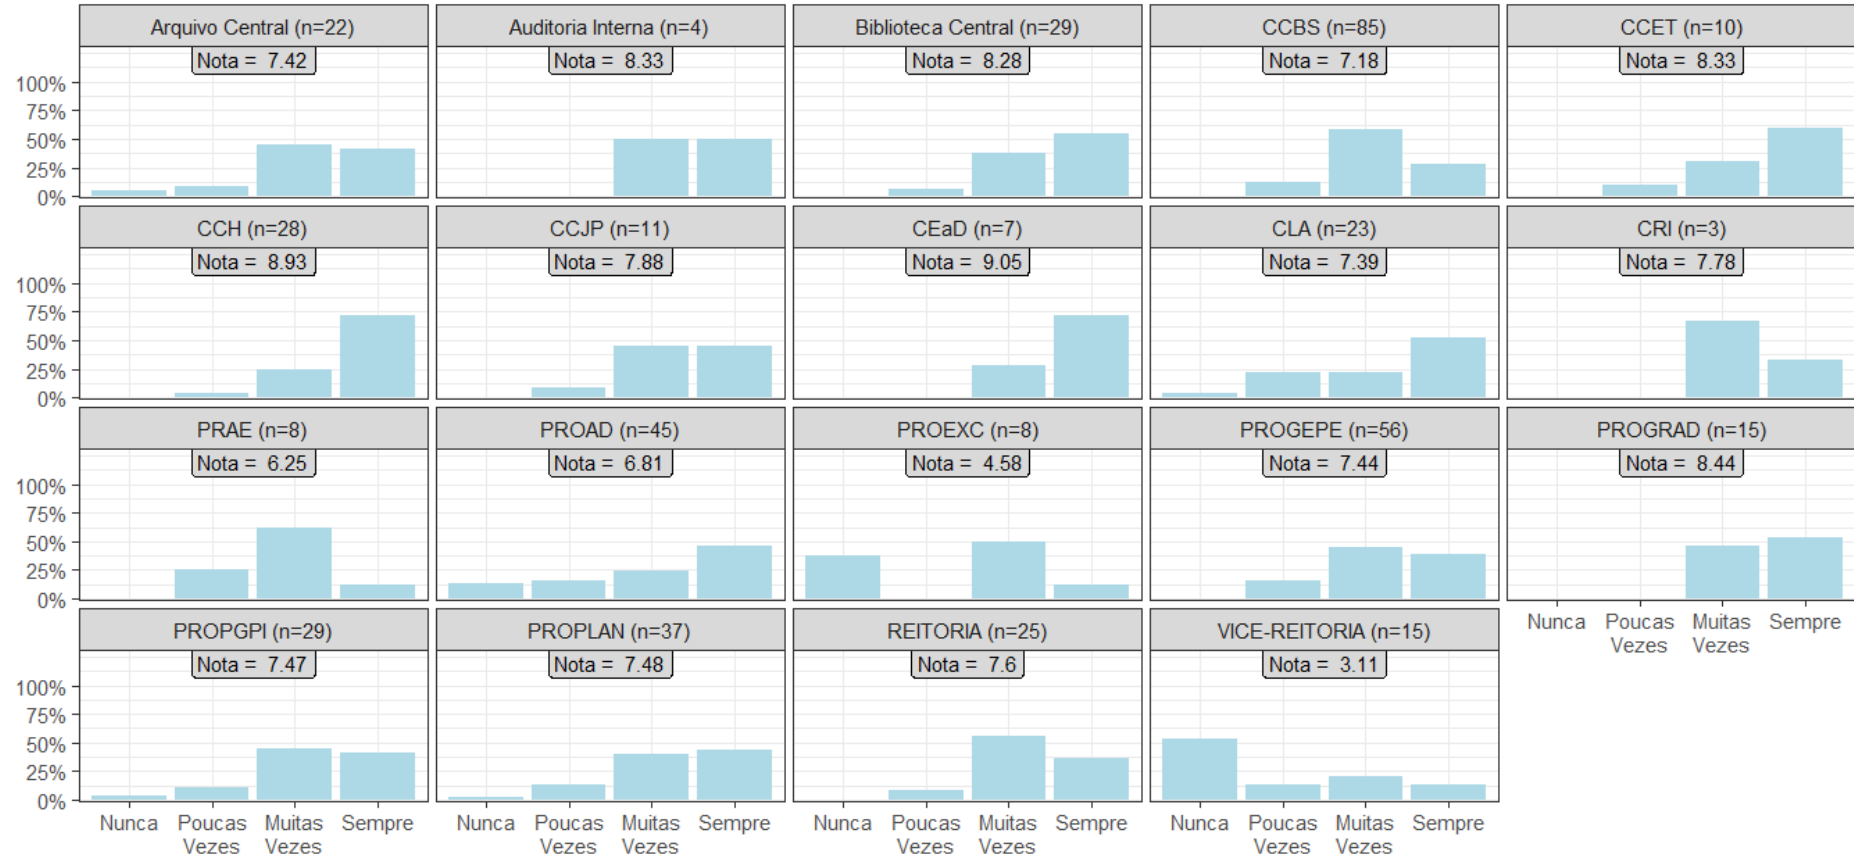 Arquivo Central (n=22)
Auditoria Interna (n=4)
Biblioteca Central (n=29)
CCBS (n=85)
CCET (n=10)
Nota = 7.42
Nota = 8.33
Nota = 8.28
Nota = 7.18
Nota = 8.33
100%
75%
50%
25%
0%
CCH (n=28)
CCJP (n=11)
CEaD (n=7)
CLA (n=23)
CRI (n=3)
Nota = 8.93
Nota = 7.88
Nota = 9.05
Nota = 7.39
Nota = 7.78
100%
75%
50%
25%
0%
PRAE (n=8)
PROAD (n=45)
PROEXC (n=8)
PROGEPE (n=56)
PROGRAD (n=15)
Nota = 6.25
Nota = 6.81
Nota = 4.58
Nota = 7.44
Nota = 8.44
100%
75%
50%
25%
0%
Nunca
Poucas
Vezes
Muitas
Vezes
Sempre
PROPGPI (n=29)
PROPLAN (n=37)
REITORIA (n=25)
VICE-REITORIA (n=15)
Nota = 7.47
Nota = 7.48
Nota = 7.6
Nota = 3.11
100%
75%
50%
25%
0%
Nunca
Poucas
Vezes
Muitas
Vezes
Sempre
Nunca
Poucas
Vezes
Muitas
Vezes
Sempre
Nunca
Poucas
Vezes
Muitas
Vezes
Sempre
Nunca
Poucas
Vezes
Muitas
Vezes
Sempre